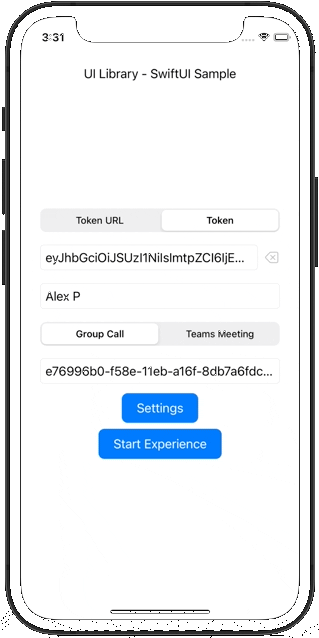 3:31
UI Library - SwiftUI Sample
Token URL Token
eyJhbGciOiJSUzI1NiIsImtpZCI6IjE...
Alex P
Group Call Teams Meeting
e76996b0-f58e-11eb-a16f-8db7a6fdc...
Settings
Start Experience